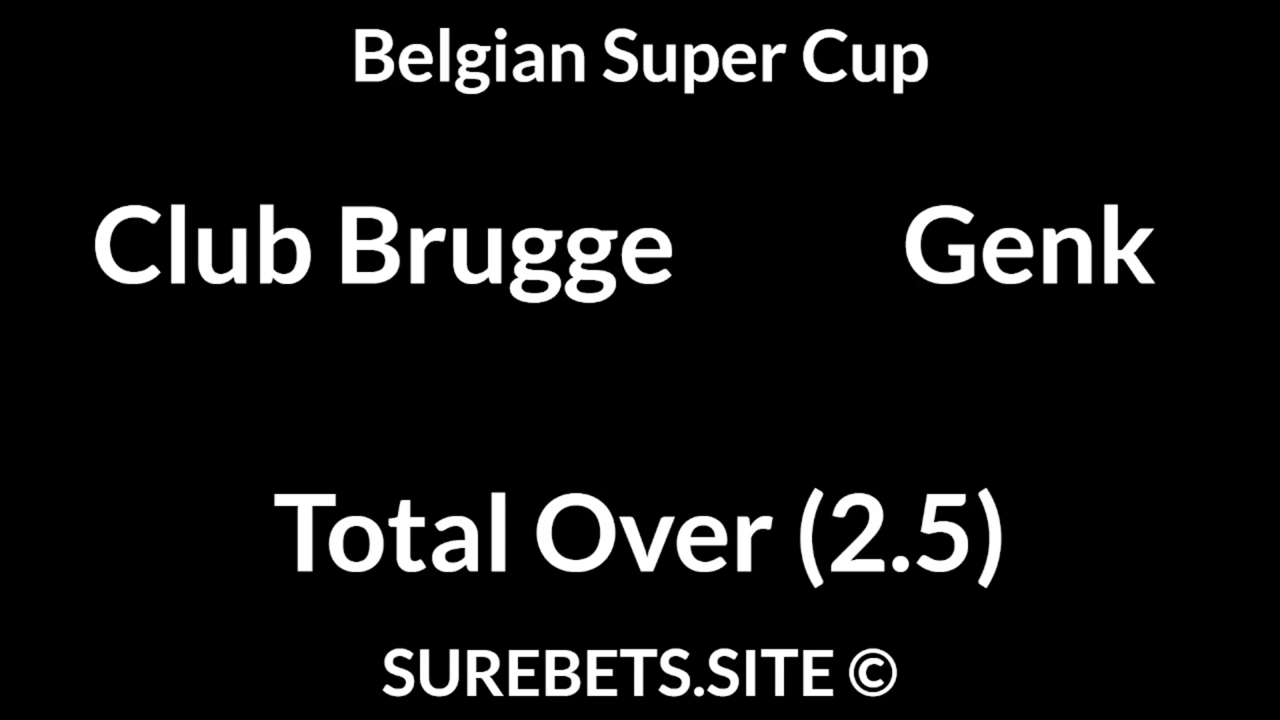 Belgian Super Cup
Club Brugge Genk
Total Over (2.5)
SUREBETS.SITE ©